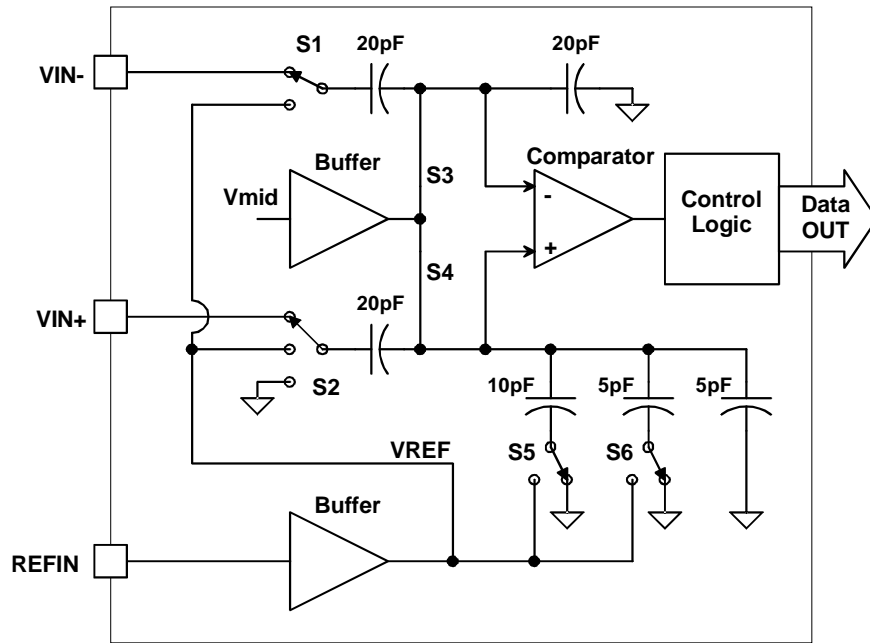 S1
20pF
20pF
VIN-
Buffer
S3
Comparator
Vmid
-
Control
Logic
Data
OUT
+
S4
VIN+
20pF
S2
10pF
5pF
5pF
VREF
S5
S6
Buffer
REFIN